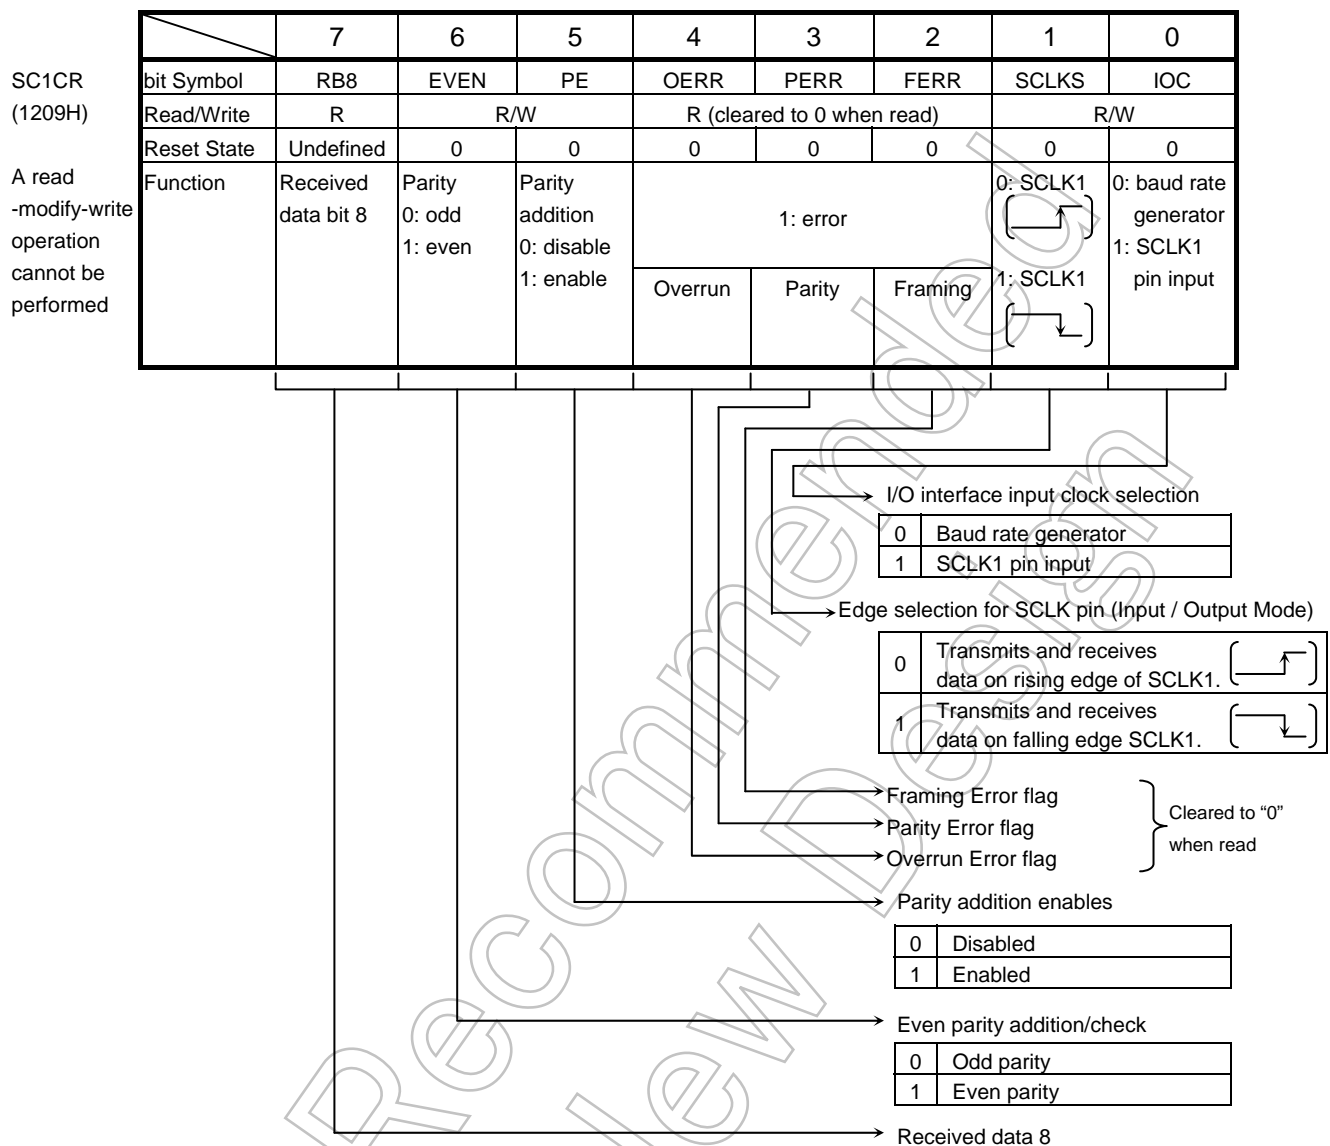 7 6 5 4 3 2 1 0
SC1CR
(1209H)
A read
-modify-write
operation
cannot be
performed
bit Symbol RB8 EVEN PE OERR PERR FERR SCLKS IOC
Read/Write R R/W R (cleared to 0 when read) R/W
Reset State Undefined 0 0 0 0 0 0 0
Function
Received
data bit 8
Parity
0: odd
1: even
Parity
addition
0: disable
1: enable
1: error
Overrun Parity Framing
0: SCLK1
1: SCLK1
0: baud rate
generator
1: SCLK1
pin input
I/O interface input clock selection
0 Baud rate generator
1 SCLK1 pin input
Edge selection for SCLK pin (Input / Output Mode)
0 Transmits and receives
data on rising edge of SCLK1.
1 Transmits and receives
data on falling edge SCLK1.
Framing Error flag
Parity Error flag
Overrun Error flag
Cleared to “0”
when read
Parity addition enables
0 Disabled
1 Enabled
Even parity addition/check
0 Odd parity
1 Even parity
Received data 8
Recommended
ew Design